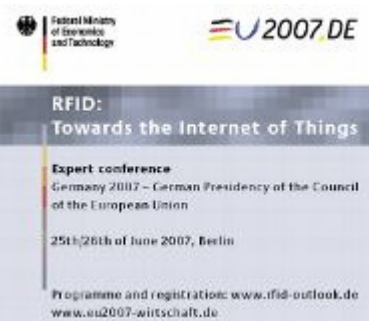 Federal Ministry
of Economics
and Technology
EU2007.DE
RFID:
Towards the Internet of Things
Expert conference
Germany 2007 – German Presidency of the Council
of the European Union
25th/26th of June 2007, Berlin
Programme and registration: www.rfid-outlook.de
www.eu2007-wirtschaft.de